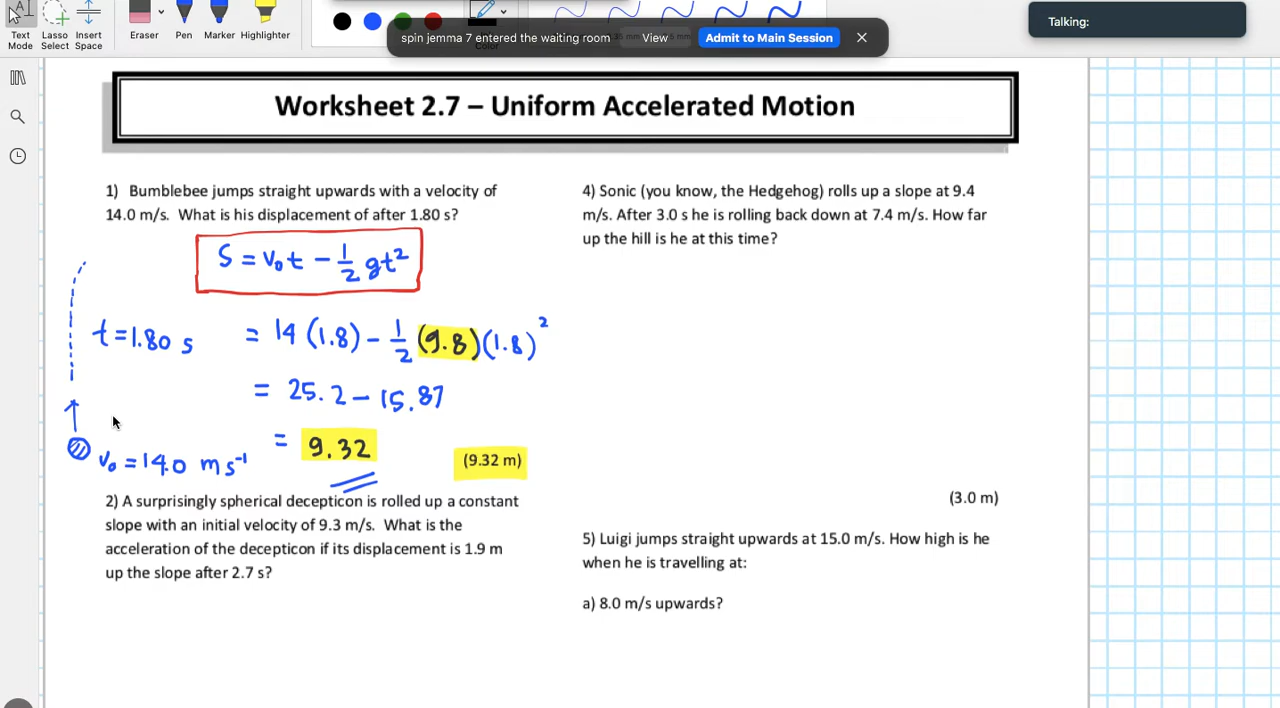 Text Mode
Lasso Select
Insert Space
Eraser
Pen
Marker
Highlighter
spin jemma 7 entered the waiting room
View
Admit to Main Session
Talking:
Worksheet 2.7 – Uniform Accelerated Motion
1) Bumblebee jumps straight upwards with a velocity of
14.0 m/s. What is his displacement of after 1.80 s?
S = v₀t − 1/2 gt²
t = 1.80 s
= 14 (1.8) − 1/2 (9.8)(1.8)²
= 25.2 − 15.87
= 9.32
v₀ = 14.0 ms⁻¹
(9.32 m)
2) A surprisingly spherical decepticon is rolled up a constant
slope with an initial velocity of 9.3 m/s. What is the
acceleration of the decepticon if its displacement is 1.9 m
up the slope after 2.7 s?
4) Sonic (you know, the Hedgehog) rolls up a slope at 9.4
m/s. After 3.0 s he is rolling back down at 7.4 m/s. How far
up the hill is he at this time?
(3.0 m)
5) Luigi jumps straight upwards at 15.0 m/s. How high is he
when he is travelling at:
a) 8.0 m/s upwards?